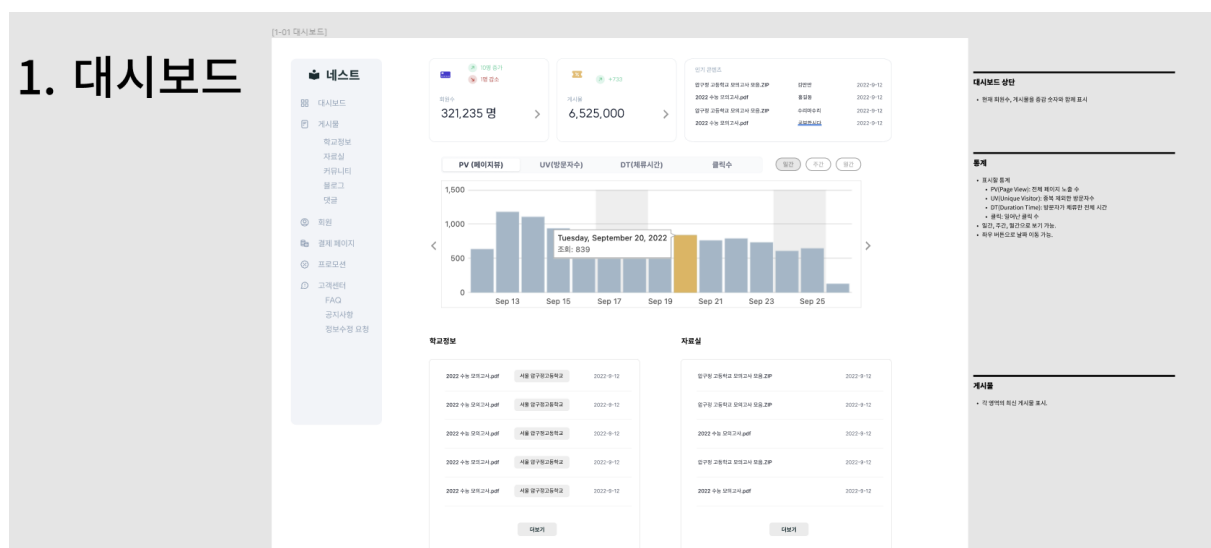 [1-01 대시보드]
1. 대시보드
네스트
대시보드
게시물
학교정보
자료실
커뮤니티
블로그
댓글
회원
결제 페이지
프로모션
고객센터
FAQ
공지사항
정보수정 요청
10명 증가
1명 감소
회원수
321,235 명
+733
게시물
6,525,000
인기 콘텐츠
압구정 고등학교 모의고사 모음.ZIP 김민연 2022-9-12
2022 수능 모의고사.pdf 홍길동 2022-9-12
압구정 고등학교 모의고사 모음.ZIP 수리마수리 2022-9-12
2022 수능 모의고사.pdf 2022-9-12
PV (페이지뷰) UV(방문자수) DT(체류시간) 클릭수 일간 주간 월간
1,500
1,000
500
0
Tuesday, September 20, 2022
조회: 839
Sep 13 Sep 15 Sep 17 Sep 19 Sep 21 Sep 23 Sep 25
학교정보
2022 수능 모의고사.pdf 서울 압구정고등학교 2022-9-12
2022 수능 모의고사.pdf 서울 압구정고등학교 2022-9-12
2022 수능 모의고사.pdf 서울 압구정고등학교 2022-9-12
2022 수능 모의고사.pdf 서울 압구정고등학교 2022-9-12
2022 수능 모의고사.pdf 서울 압구정고등학교 2022-9-12
더보기
자료실
압구정 고등학교 모의고사 모음.ZIP 2022-9-12
압구정 고등학교 모의고사 모음.ZIP 2022-9-12
2022 수능 모의고사.pdf 2022-9-12
압구정 고등학교 모의고사 모음.ZIP 2022-9-12
2022 수능 모의고사.pdf 2022-9-12
더보기
대시보드 상단
• 현재 회원수, 게시물을 증감 숫자와 함께 표시
통계
• 표시할 통계
• PV(Page View): 전체 페이지 노출 수
• UV(Unique Visitor): 중복 제외한 방문자수
• DT(Duration Time): 방문자가 체류한 전체 시간
• 클릭: 일어난 클릭 수
• 일간, 주간, 월간으로 보기 가능.
• 좌우 버튼으로 날짜 이동 가능.
게시물
• 각 영역의 최신 게시물 표시.